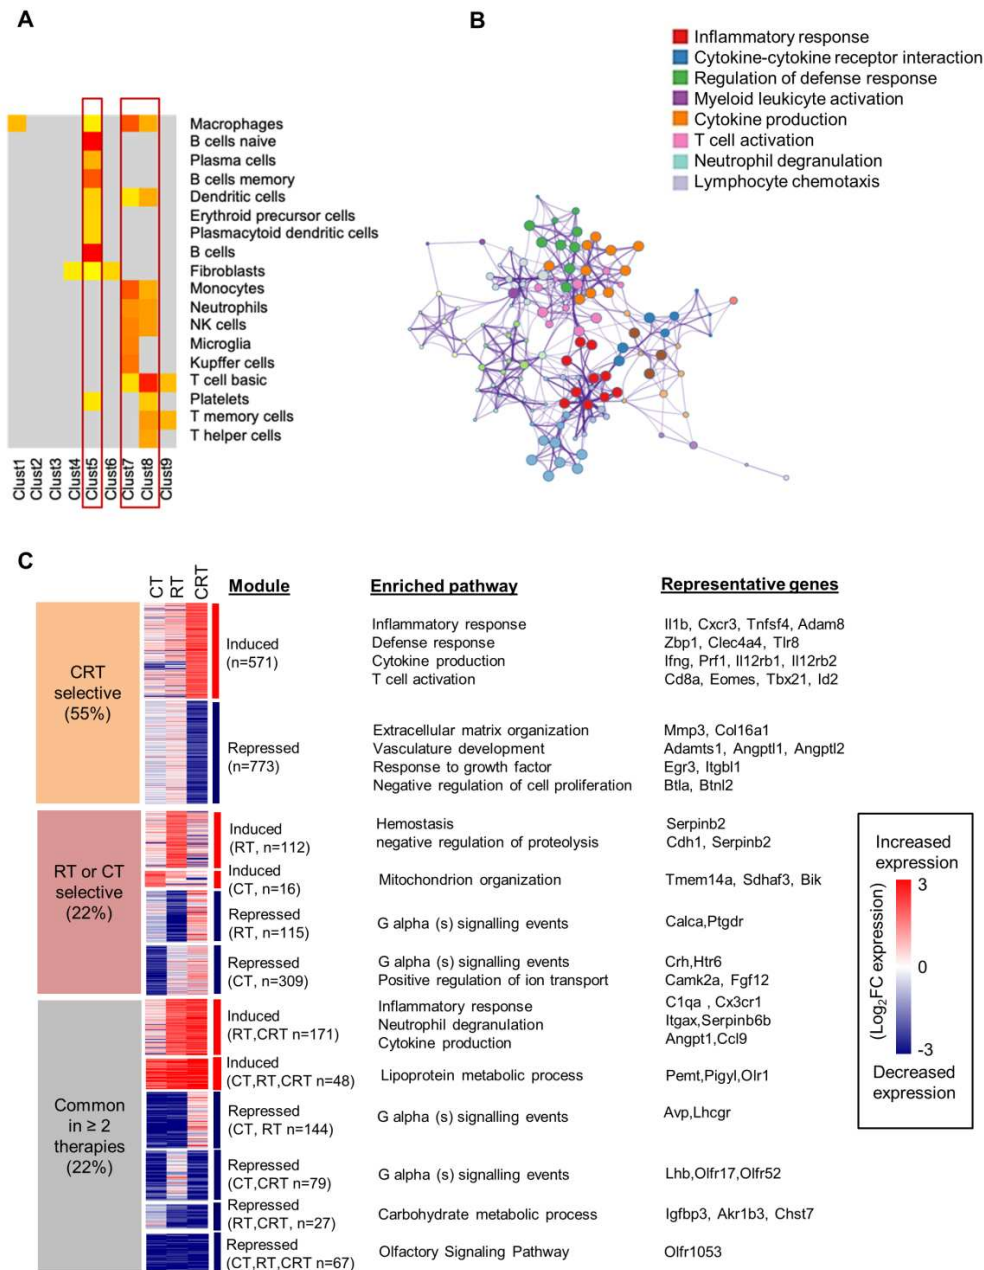 A
Macrophages
B cells naive
Plasma cells
B cells memory
Dendritic cells
Erythroid precursor cells
Plasmacytoid dendritic cells
B cells
Fibroblasts
Monocytes
Neutrophils
NK cells
Microglia
Kupffer cells
T cell basic
Platelets
T memory cells
T helper cells
Clust1
Clust2
Clust3
Clust4
Clust5
Clust6
Clust7
Clust8
Clust9
B
Inflammatory response
Cytokine-cytokine receptor interaction
Regulation of defense response
Myeloid leukicyte activation
Cytokine production
T cell activation
Neutrophil degranulation
Lymphocyte chemotaxis
C
CT
RT
CRT
Module
Enriched pathway
Representative genes
CRT
selective
(55%)
Induced
(n=571)
Inflammatory response
Defense response
Cytokine production
T cell activation
Il1b, Cxcr3, Tnfsf4, Adam8
Zbp1, Clec4a4, Tlr8
Ifng, Prf1, Il12rb1, Il12rb2
Cd8a, Eomes, Tbx21, Id2
Repressed
(n=773)
Extracellular matrix organization
Vasculature development
Response to growth factor
Negative regulation of cell proliferation
Mmp3, Col16a1
Adamts1, Angptl1, Angptl2
Egr3, Itgbl1
Btla, Btnl2
RT or CT
selective
(22%)
Induced
(RT, n=112)
Hemostasis
negative regulation of proteolysis
Serpinb2
Cdh1, Serpinb2
Induced
(CT, n=16)
Mitochondrion organization
Tmem14a, Sdhaf3, Bik
Repressed
(RT, n=115)
G alpha (s) signalling events
Calca,Ptgdr
Repressed
(CT, n=309)
G alpha (s) signalling events
Positive regulation of ion transport
Crh,Htr6
Camk2a, Fgf12
Common
in ≥ 2
therapies
(22%)
Induced
(RT,CRT n=171)
Inflammatory response
Neutrophil degranulation
Cytokine production
C1qa , Cx3cr1
Itgax,Serpinb6b
Angpt1,Ccl9
Induced
(CT,RT,CRT n=48)
Lipoprotein metabolic process
Pemt,Pigyl,Olr1
Repressed
(CT, RT n=144)
G alpha (s) signalling events
Avp,Lhcgr
Repressed
(CT,CRT n=79)
G alpha (s) signalling events
Lhb,Olfr17,Olfr52
Repressed
(RT,CRT, n=27)
Carbohydrate metabolic process
Igfbp3, Akr1b3, Chst7
Repressed
(CT,RT,CRT n=67)
Olfactory Signaling Pathway
Olfr1053
Increased
expression
(Log2FC expression)
3
0
-3
Decreased
expression